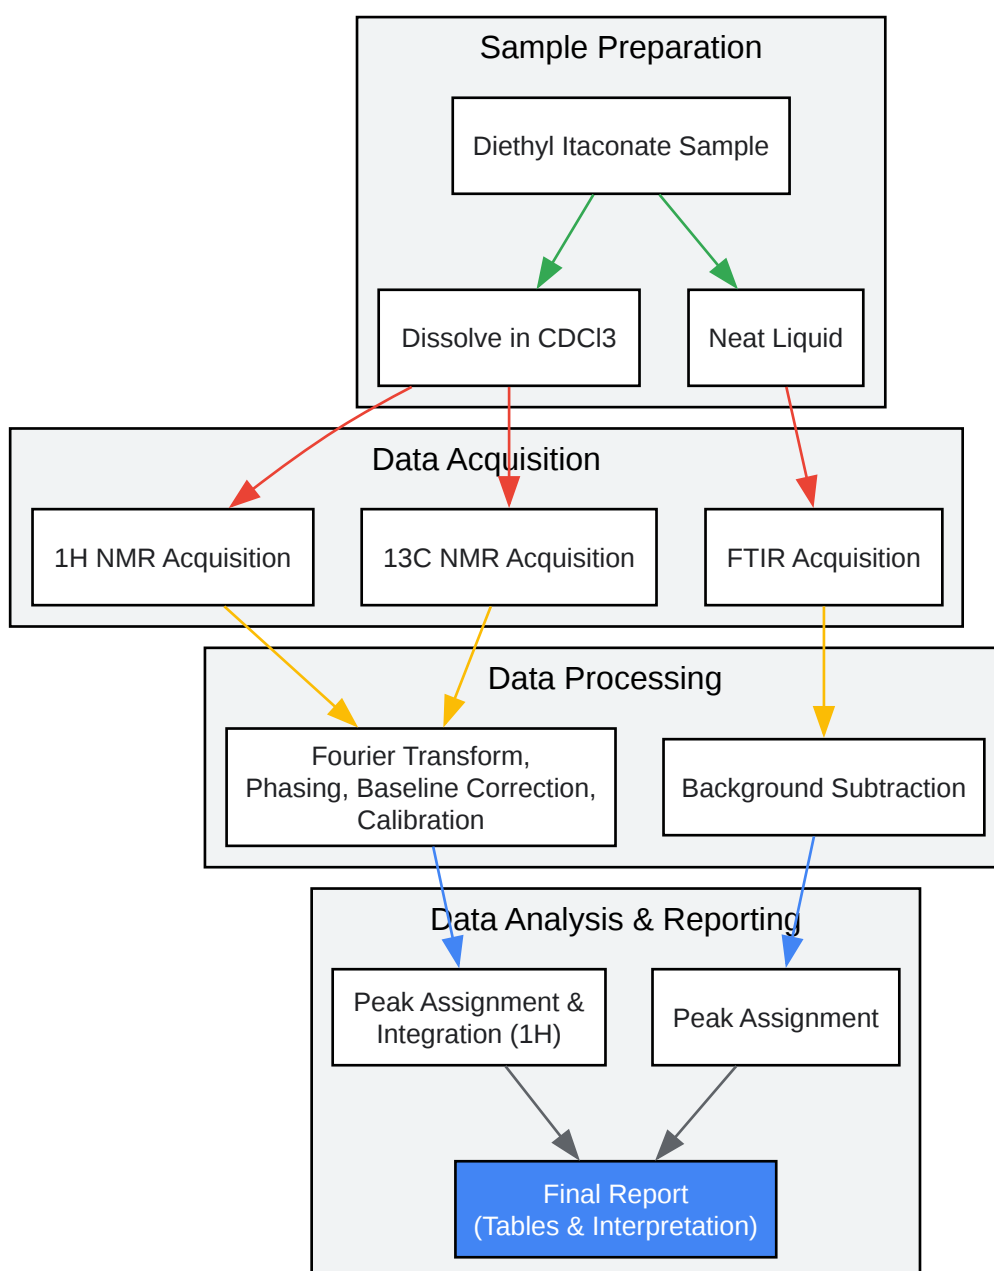 Sample Preparation
Diethyl Itaconate Sample
Dissolve in CDCl3
Neat Liquid
Data Acquisition
1H NMR Acquisition
13C NMR Acquisition
FTIR Acquisition
Data Processing
Fourier Transform,
Phasing, Baseline Correction,
Calibration
Background Subtraction
Data Analysis & Reporting
Peak Assignment &
Integration (1H)
Peak Assignment
Final Report
(Tables & Interpretation)